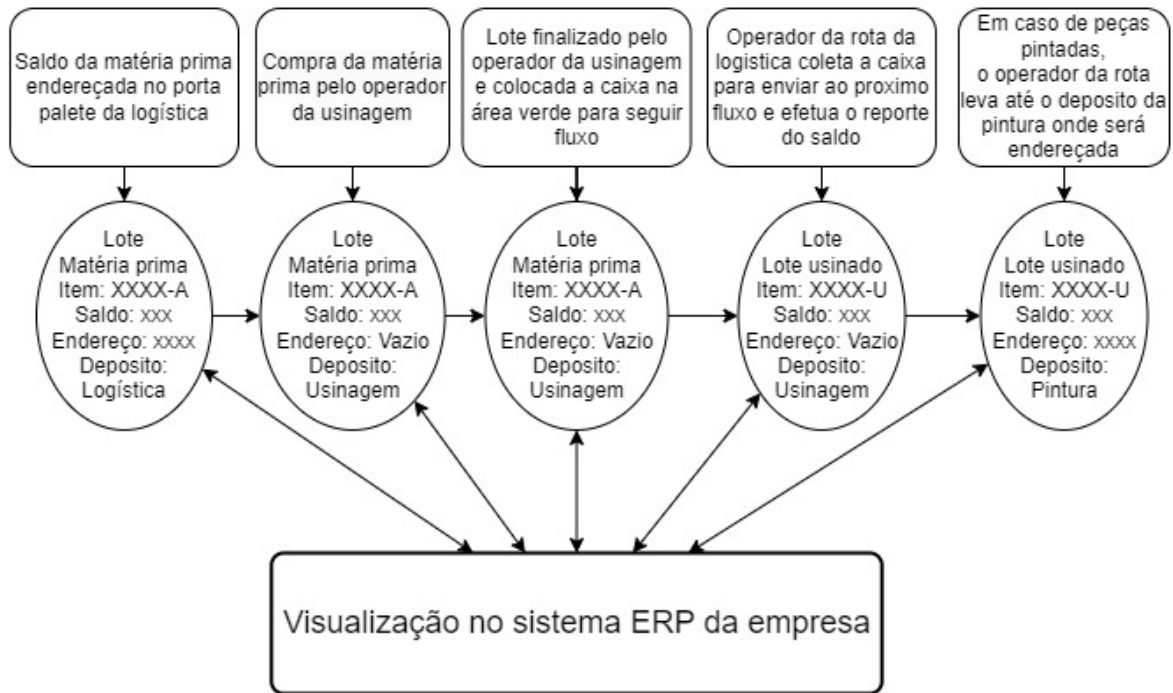 Saldo da matéria prima
endereçada no porta
palete da logística
Compra da matéria
prima pelo operador
da usinagem
Lote finalizado pelo
operador da usinagem
e colocada a caixa na
área verde para seguir
fluxo
Operador da rota da
logistica coleta a caixa
para enviar ao proximo
fluxo e efetua o reporte
do saldo
Em caso de peças
pintadas,
o operador da rota
leva até o deposito da
pintura onde será
endereçada
Lote
Matéria prima
Item: XXXX-A
Saldo: xxx
Endereço: xxxx
Deposito:
Logística
Lote
Matéria prima
Item: XXXX-A
Saldo: xxx
Endereço: Vazio
Deposito:
Usinagem
Lote
Matéria prima
Item: XXXX-A
Saldo: xxx
Endereço: Vazio
Deposito:
Usinagem
Lote
Lote usinado
Item: XXXX-U
Saldo: xxx
Endereço: Vazio
Deposito:
Usinagem
Lote
Lote usinado
Item: XXXX-U
Saldo: xxx
Endereço: xxxx
Deposito:
Pintura
Visualização no sistema ERP da empresa